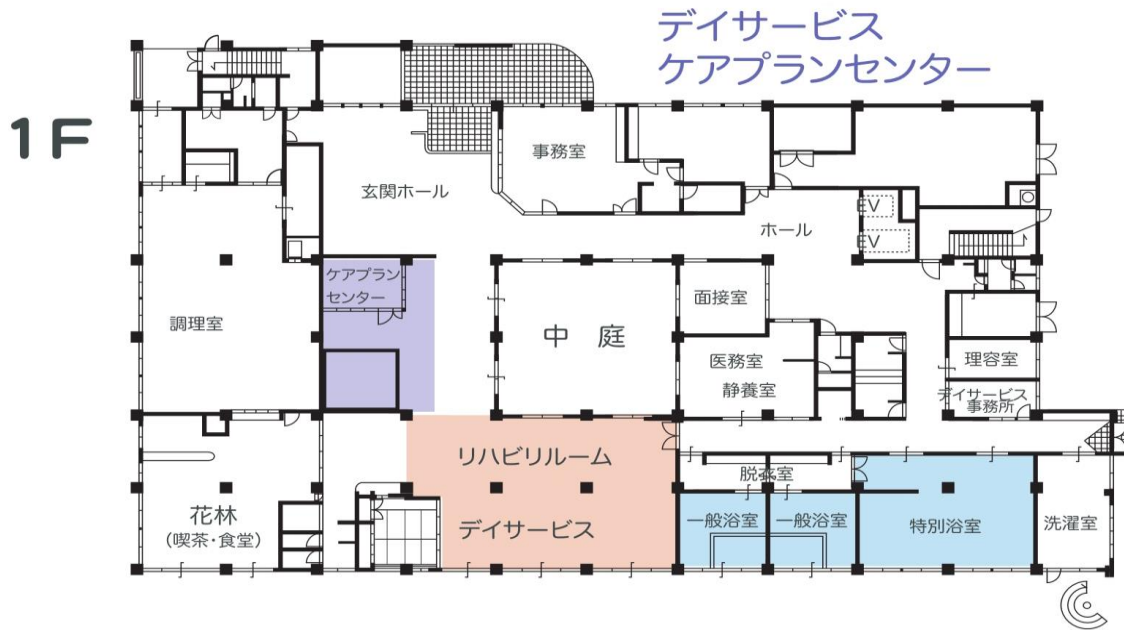 デイサービス
ケアプランセンター
1F
事務室
玄関ホール
ホール
EV
EV
ケアプラン
センター
面接室
調理室
中庭
医務室
静養室
理容室
デイサービス
事務所
リハビリルーム
脱衣室
花林
(喫茶・食堂)
デイサービス
一般浴室
一般浴室
特別浴室
洗濯室